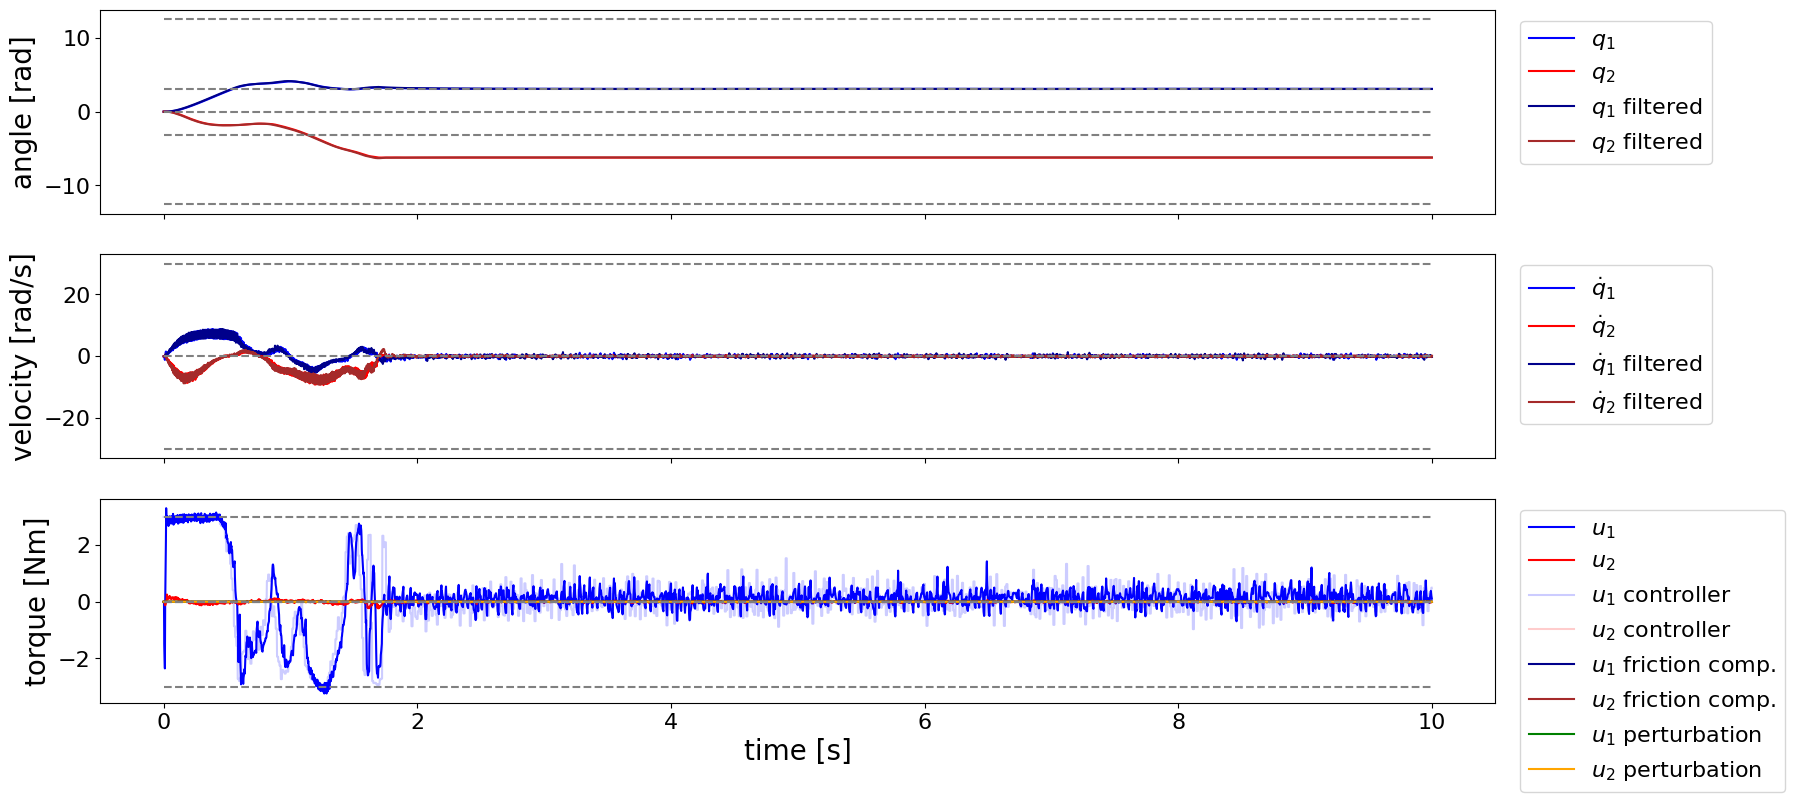 angle [rad]
10
0
−10
q₁
q₂
q₁ filtered
q₂ filtered
velocity [rad/s]
20
0
−20
q̇₁
q̇₂
q̇₁ filtered
q̇₂ filtered
torque [Nm]
2
0
−2
0 2 4 6 8 10
time [s]
u₁
u₂
u₁ controller
u₂ controller
u₁ friction comp.
u₂ friction comp.
u₁ perturbation
u₂ perturbation